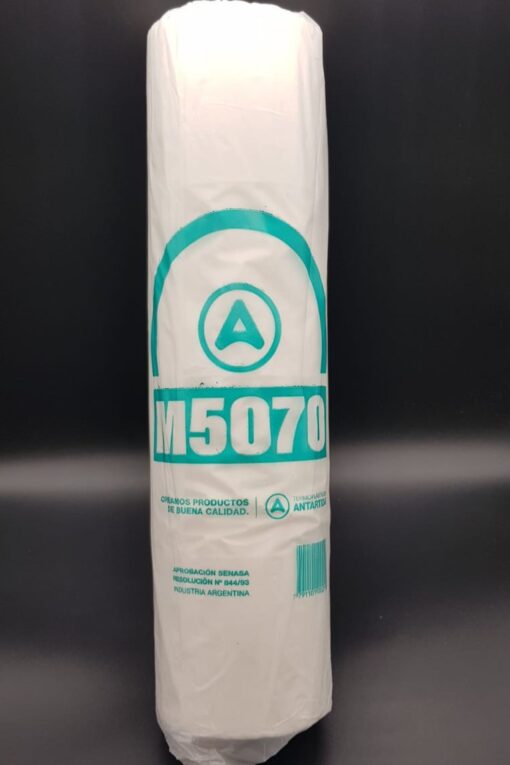 A
M5070
CREAMOS PRODUCTOS
DE BUENA CALIDAD.
A
ANTARTIDA
APROBACIÓN SENASA
RESOLUCIÓN Nº 844/93
INDUSTRIA ARGENTINA